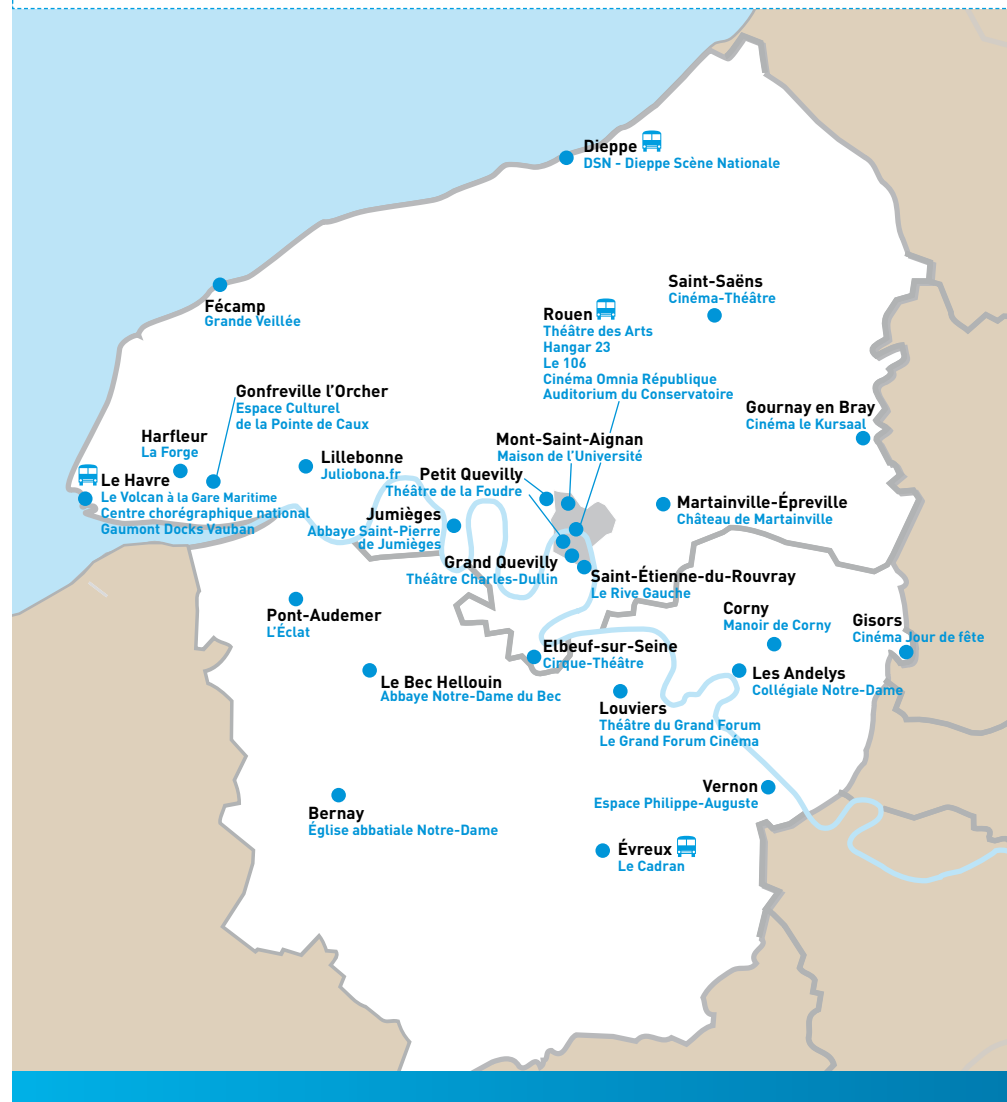 Dieppe
DSN - Dieppe Scène Nationale
Saint-Saëns
Cinéma-Théâtre
Fécamp
Grande Veillée
Rouen
Théâtre des Arts
Hangar 23
Le 106
Cinéma Omnia République
Auditorium du Conservatoire
Gonfreville l’Orcher
Espace Culturel
de la Pointe de Caux
Gournay en Bray
Cinéma le Kursaal
Harfleur
La Forge
Mont-Saint-Aignan
Maison de l’Université
Lillebonne
Juliobona.fr
Petit Quevilly
Théâtre de la Foudre
Le Havre
Le Volcan à la Gare Maritime
Centre chorégraphique national
Gaumont Docks Vauban
Martainville-Épreville
Château de Martainville
Jumièges
Abbaye Saint-Pierre
de Jumièges
Grand Quevilly
Théâtre Charles-Dullin
Saint-Étienne-du-Rouvray
Le Rive Gauche
Pont-Audemer
L’Éclat
Corny
Manoir de Corny
Gisors
Cinéma Jour de fête
Elbeuf-sur-Seine
Cirque-Théâtre
Les Andelys
Collégiale Notre-Dame
Le Bec Hellouin
Abbaye Notre-Dame du Bec
Louviers
Théâtre du Grand Forum
Le Grand Forum Cinéma
Vernon
Espace Philippe-Auguste
Bernay
Église abbatiale Notre-Dame
Évreux
Le Cadran